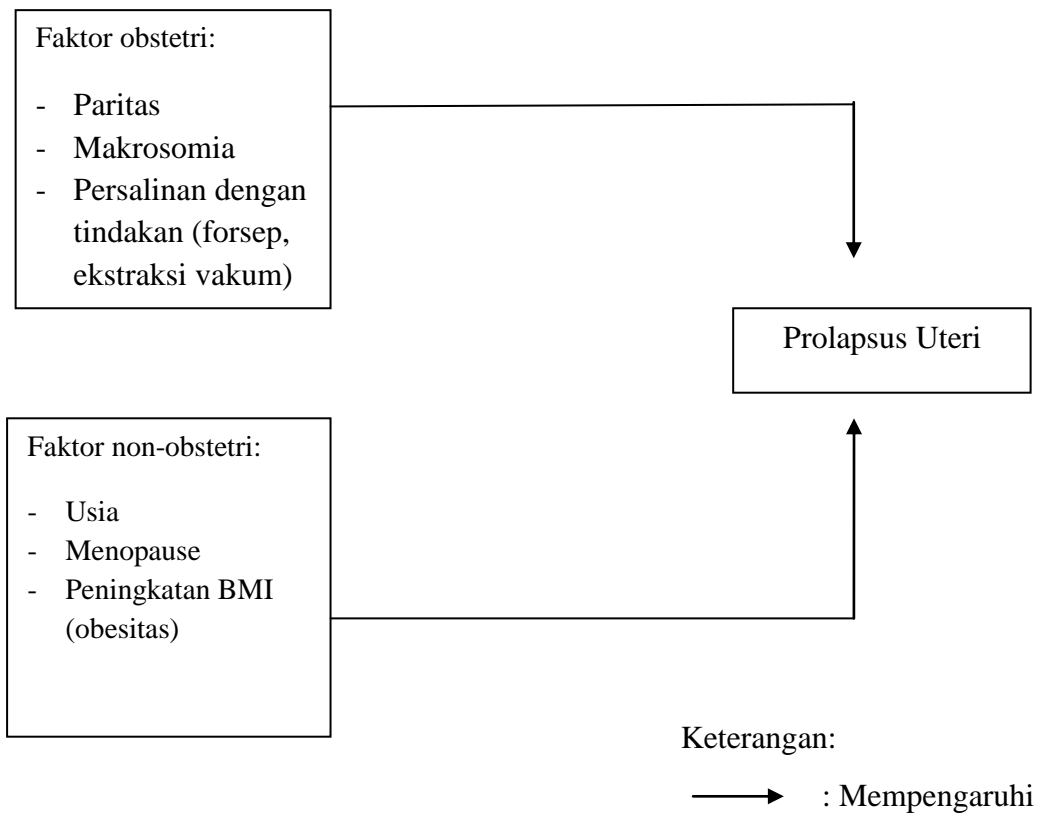 Faktor obstetri:
- Paritas
- Makrosomia
- Persalinan dengan
tindakan (forsep,
ekstraksi vakum)
Prolapsus Uteri
Faktor non-obstetri:
- Usia
- Menopause
- Peningkatan BMI
(obesitas)
Keterangan:
: Mempengaruhi